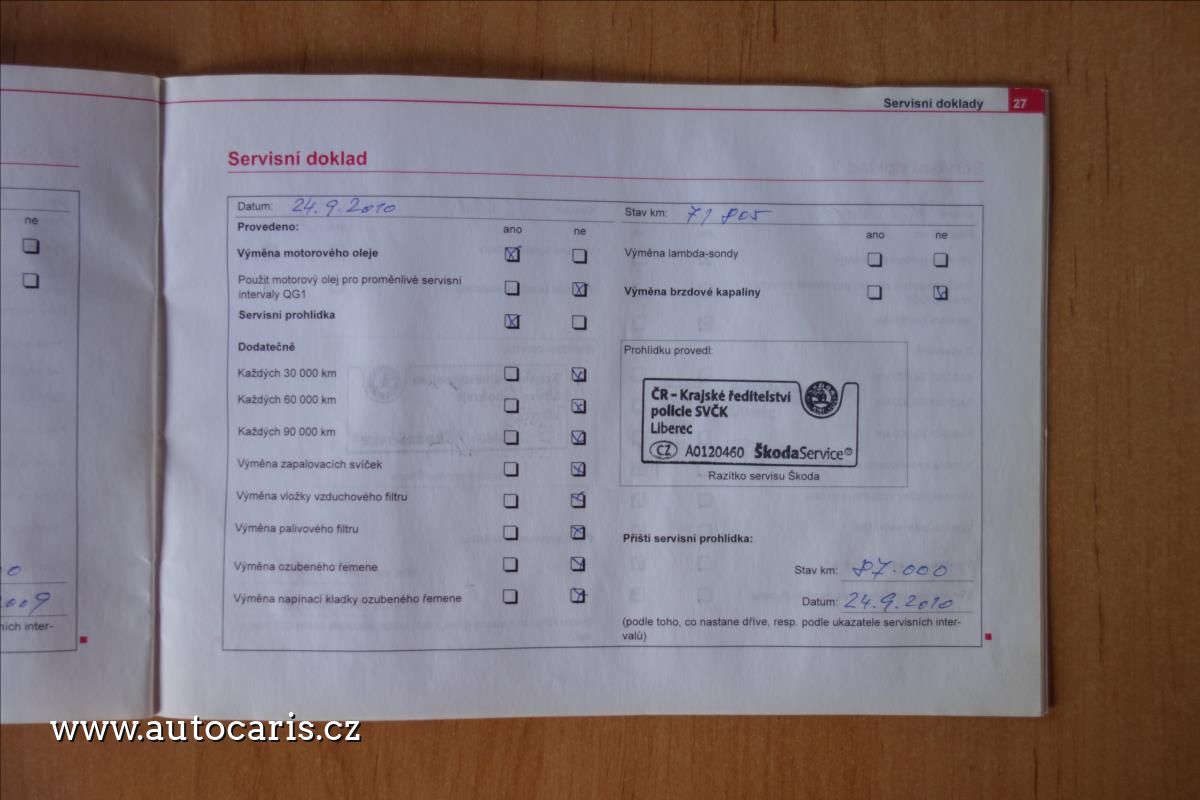 Servisní doklady 27
Servisní doklad
Datum: 24.9.2010
Stav km: 71 805
Provedeno:
ano ne
ano ne
ne
Výměna motorového oleje
Použit motorový olej pro proměnlivé servisní
intervaly QG1
Servisní prohlídka
Dodatečně
Každých 30 000 km
Každých 60 000 km
Každých 90 000 km
Výměna zapalovacích svíček
Výměna vložky vzduchového filtru
Výměna palivového filtru
Výměna ozubeného řemene
Výměna napínací kladky ozubeného řemene
Výměna lambda-sondy
Výměna brzdové kapaliny
Prohlídku provedl:
ČR - Krajské ředitelství
policie SVČK
Liberec
CZ A0120460 ŠkodaService®
Razítko servisu Škoda
Příští servisní prohlídka:
Stav km: 87.000
Datum: 24.9.2010
(podle toho, co nastane dříve, resp. podle ukazatele servisních inter-
valů)
www.autocaris.cz